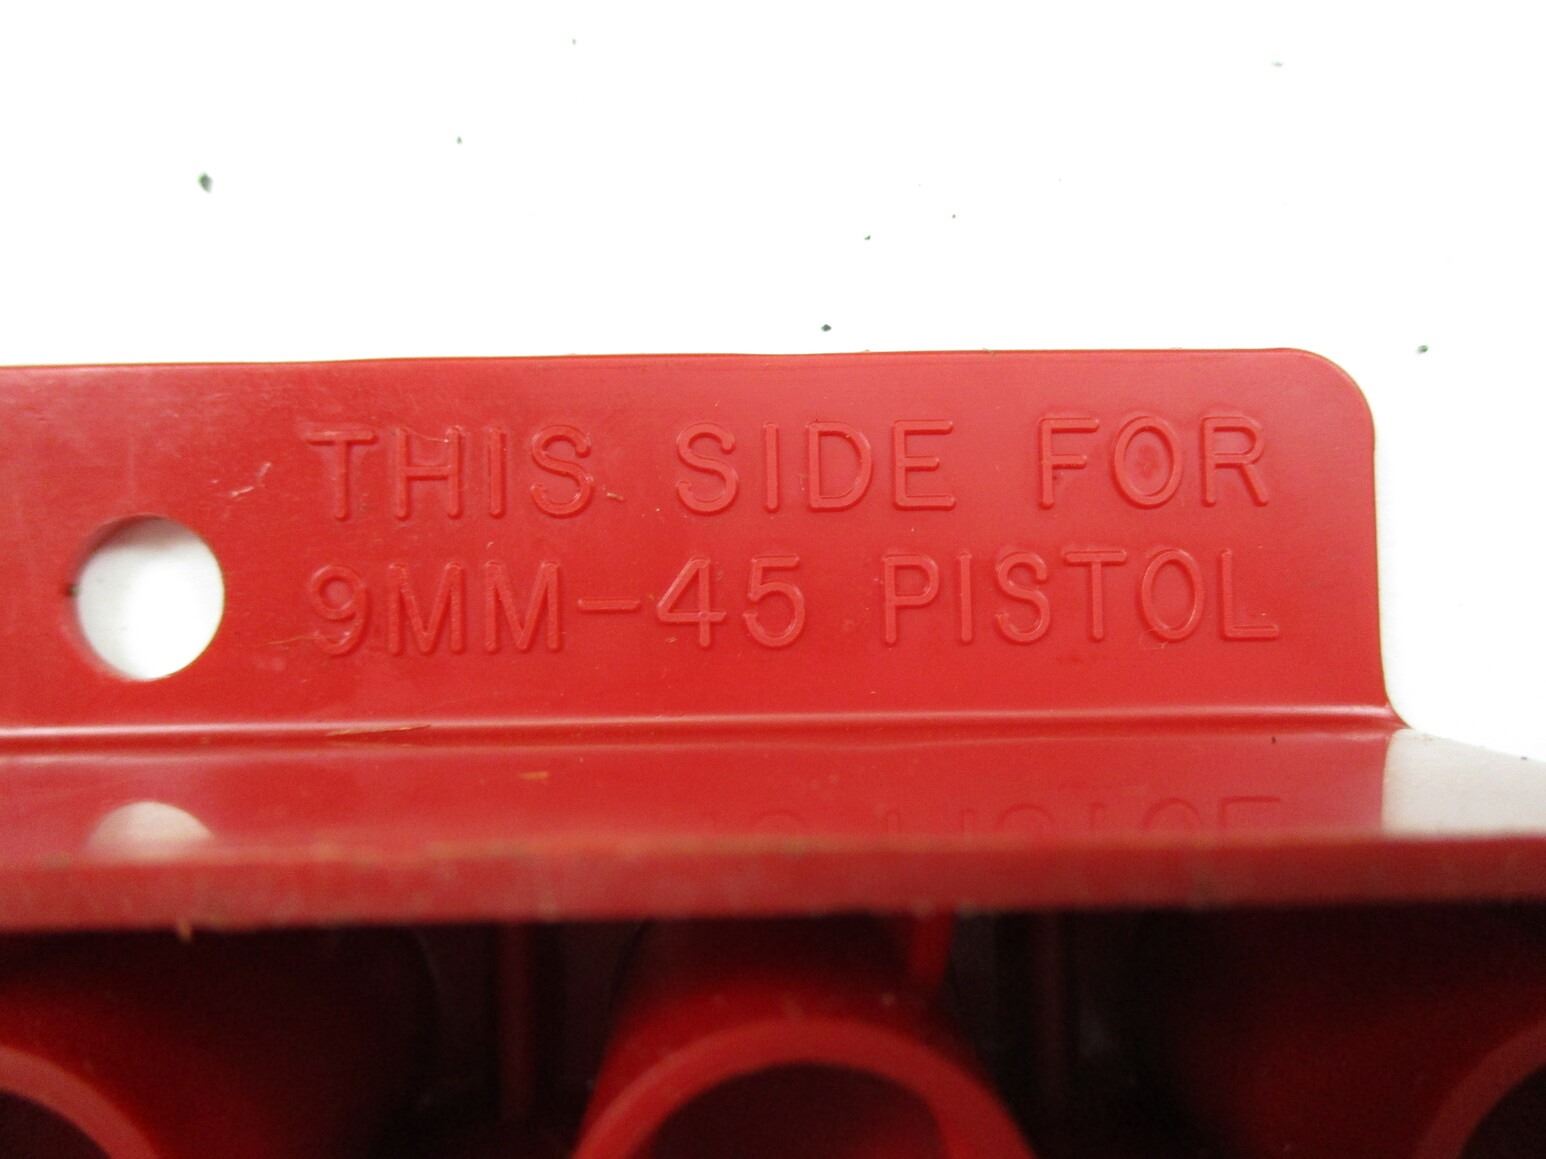 THIS SIDE FOR
9MM-45 PISTOL